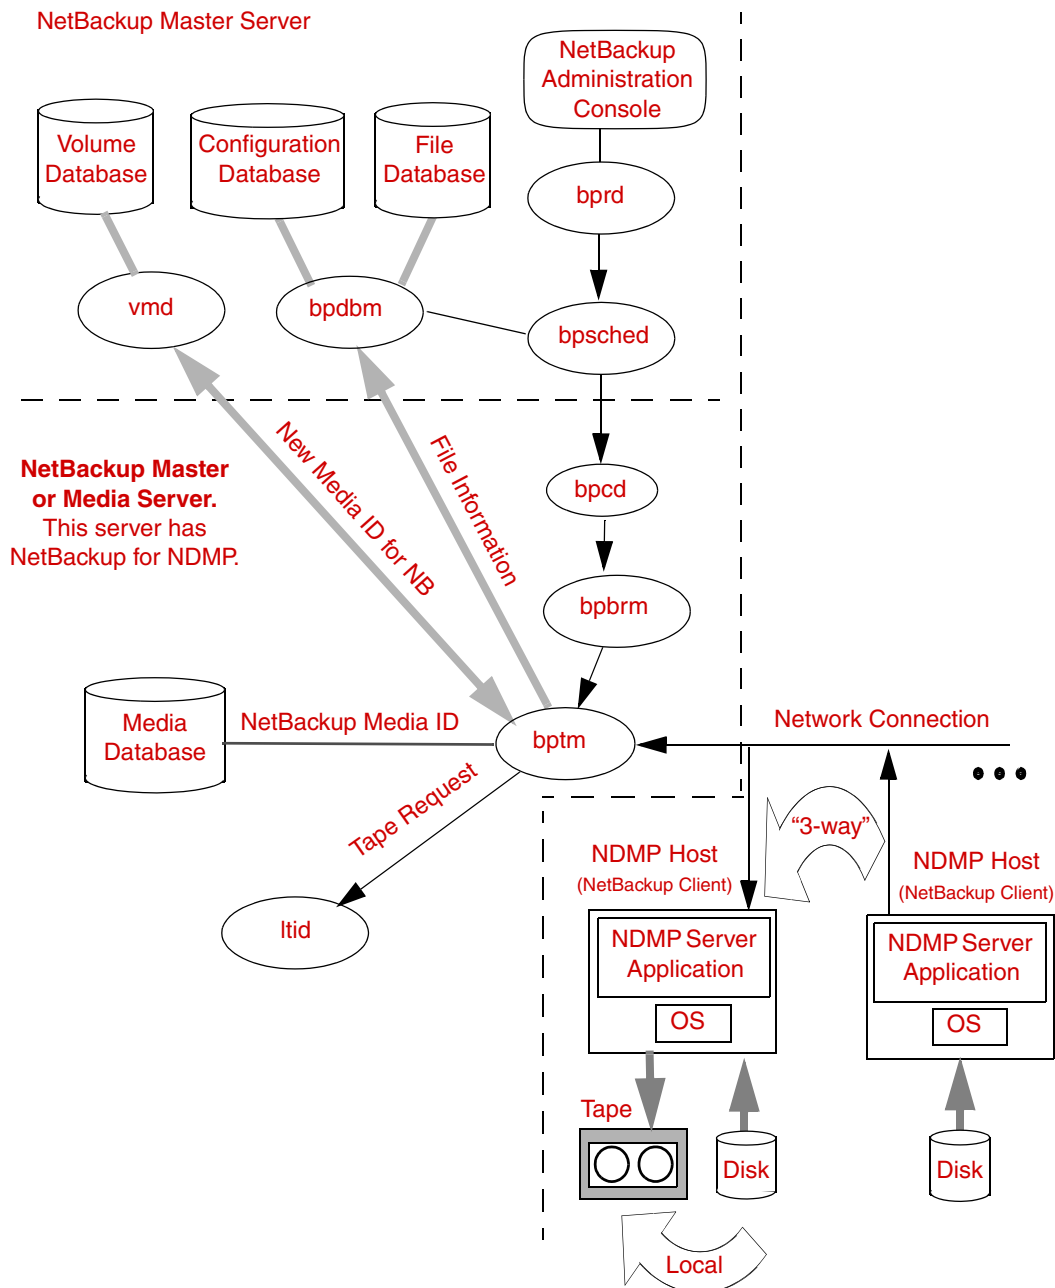 NetBackup Master Server
NetBackup
Administration
Console
Volume
Database
Configuration
Database
File
Database
bprd
vmd
bpdbm
bpsched
New Media ID for NB
File Information
NetBackup Master
or Media Server.
This server has
NetBackup for NDMP.
bpcd
bpbrm
Media
Database
NetBackup Media ID
bptm
Network Connection
Tape Request
“3-way”
ltid
NDMP Host
(NetBackup Client)
NDMP Server
Application
OS
NDMP Host
(NetBackup Client)
NDMP Server
Application
OS
Tape
Disk
Disk
Local